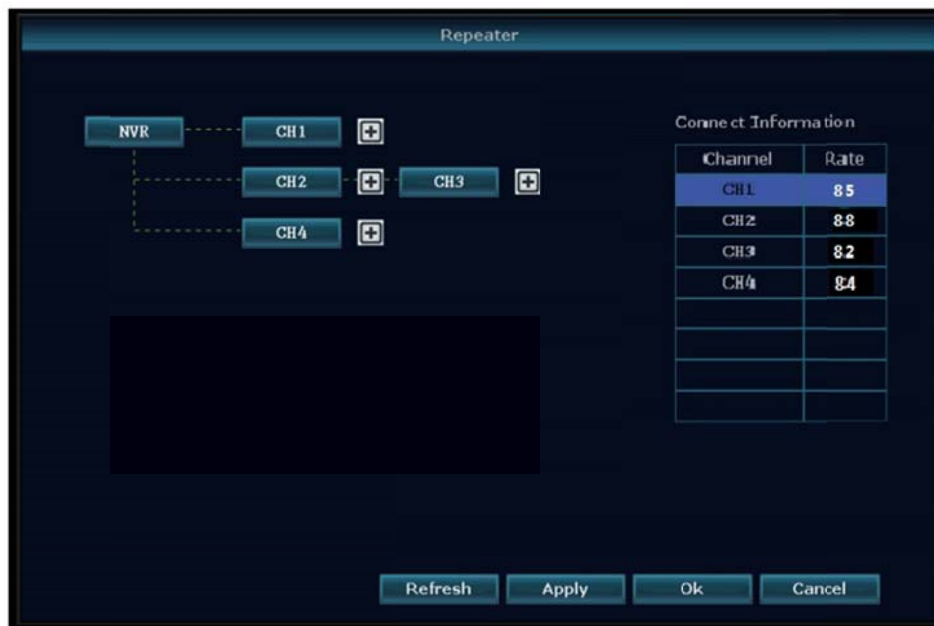 Repeater
NVR CH1
CH2 CH3
CH4
Connect Information
Channel Rate
CH1 85
CH2 88
CH3 82
CH4 84
Refresh Apply Ok Cancel